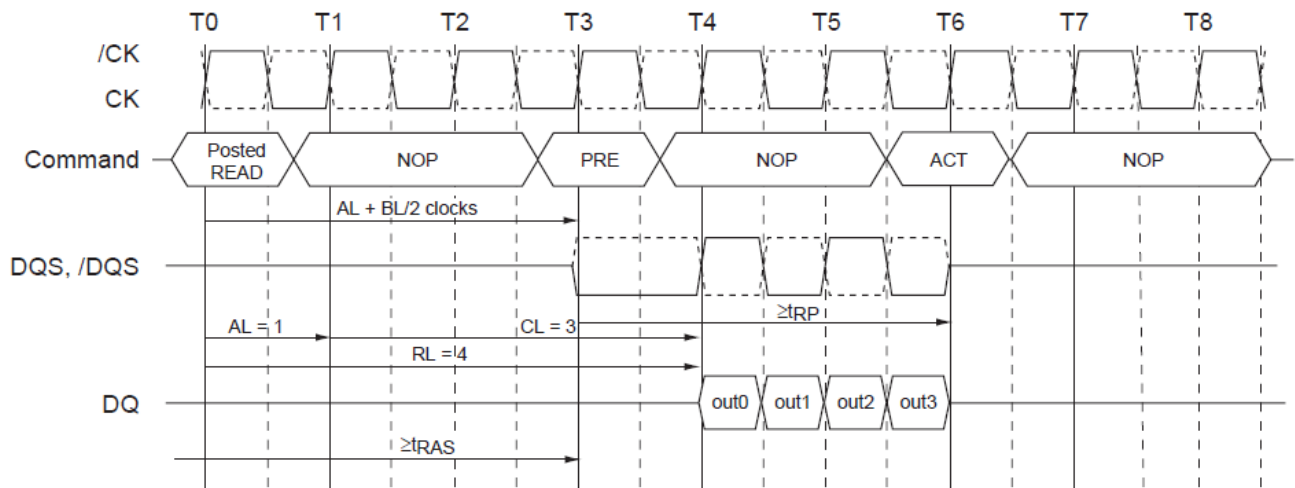 T0 T1 T2 T3 T4 T5 T6 T7 T8
/CK
CK
Command
Posted
READ
NOP PRE NOP ACT NOP
AL + BL/2 clocks
DQS, /DQS
≥tRP
AL = 1 CL = 3
RL = 4
DQ out0 out1 out2 out3
≥tRAS